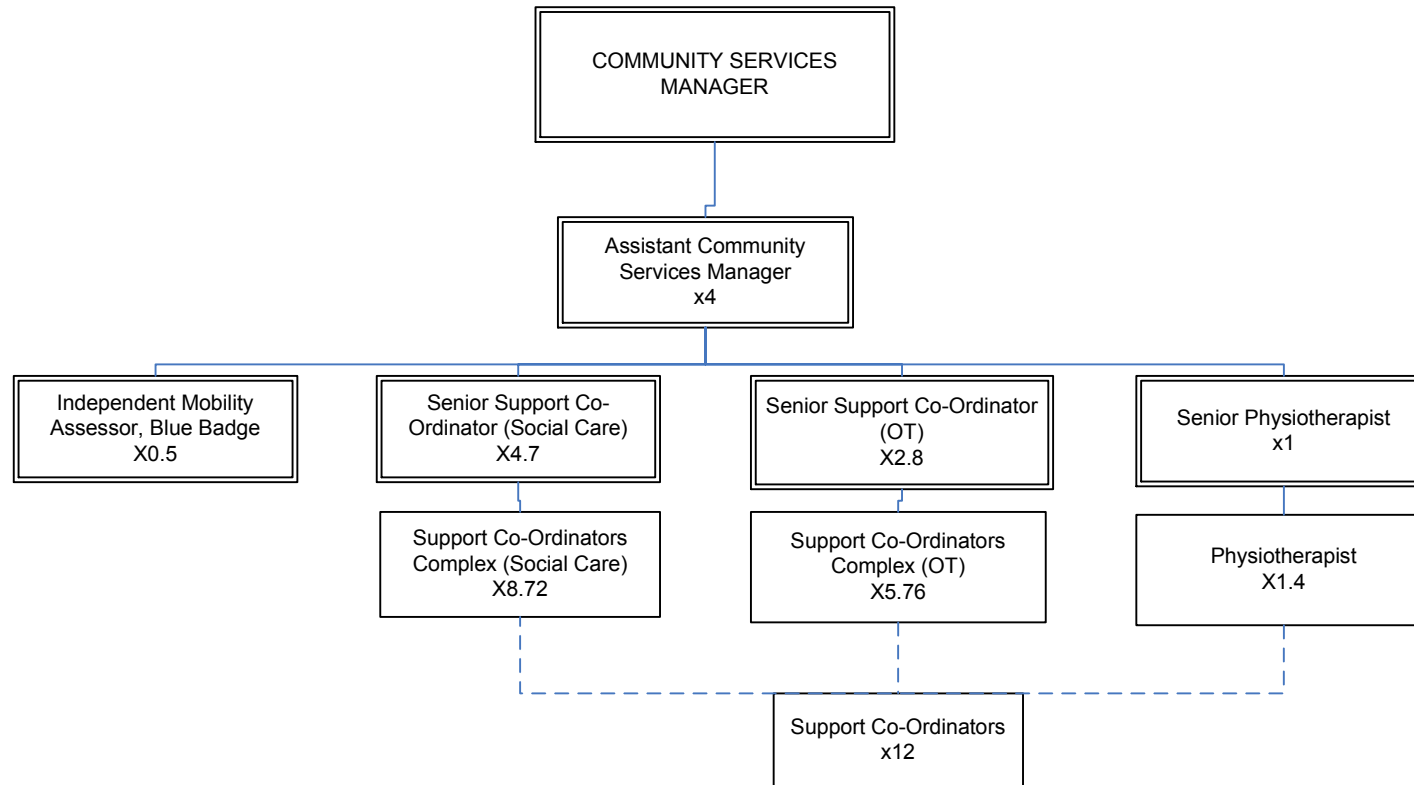 COMMUNITY SERVICES
MANAGER
Assistant Community
Services Manager
x4
Independent Mobility
Assessor, Blue Badge
X0.5
Senior Support Co-
Ordinator (Social Care)
X4.7
Senior Support Co-Ordinator
(OT)
X2.8
Senior Physiotherapist
x1
Support Co-Ordinators
Complex (Social Care)
X8.72
Support Co-Ordinators
Complex (OT)
X5.76
Physiotherapist
X1.4
Support Co-Ordinators
x12